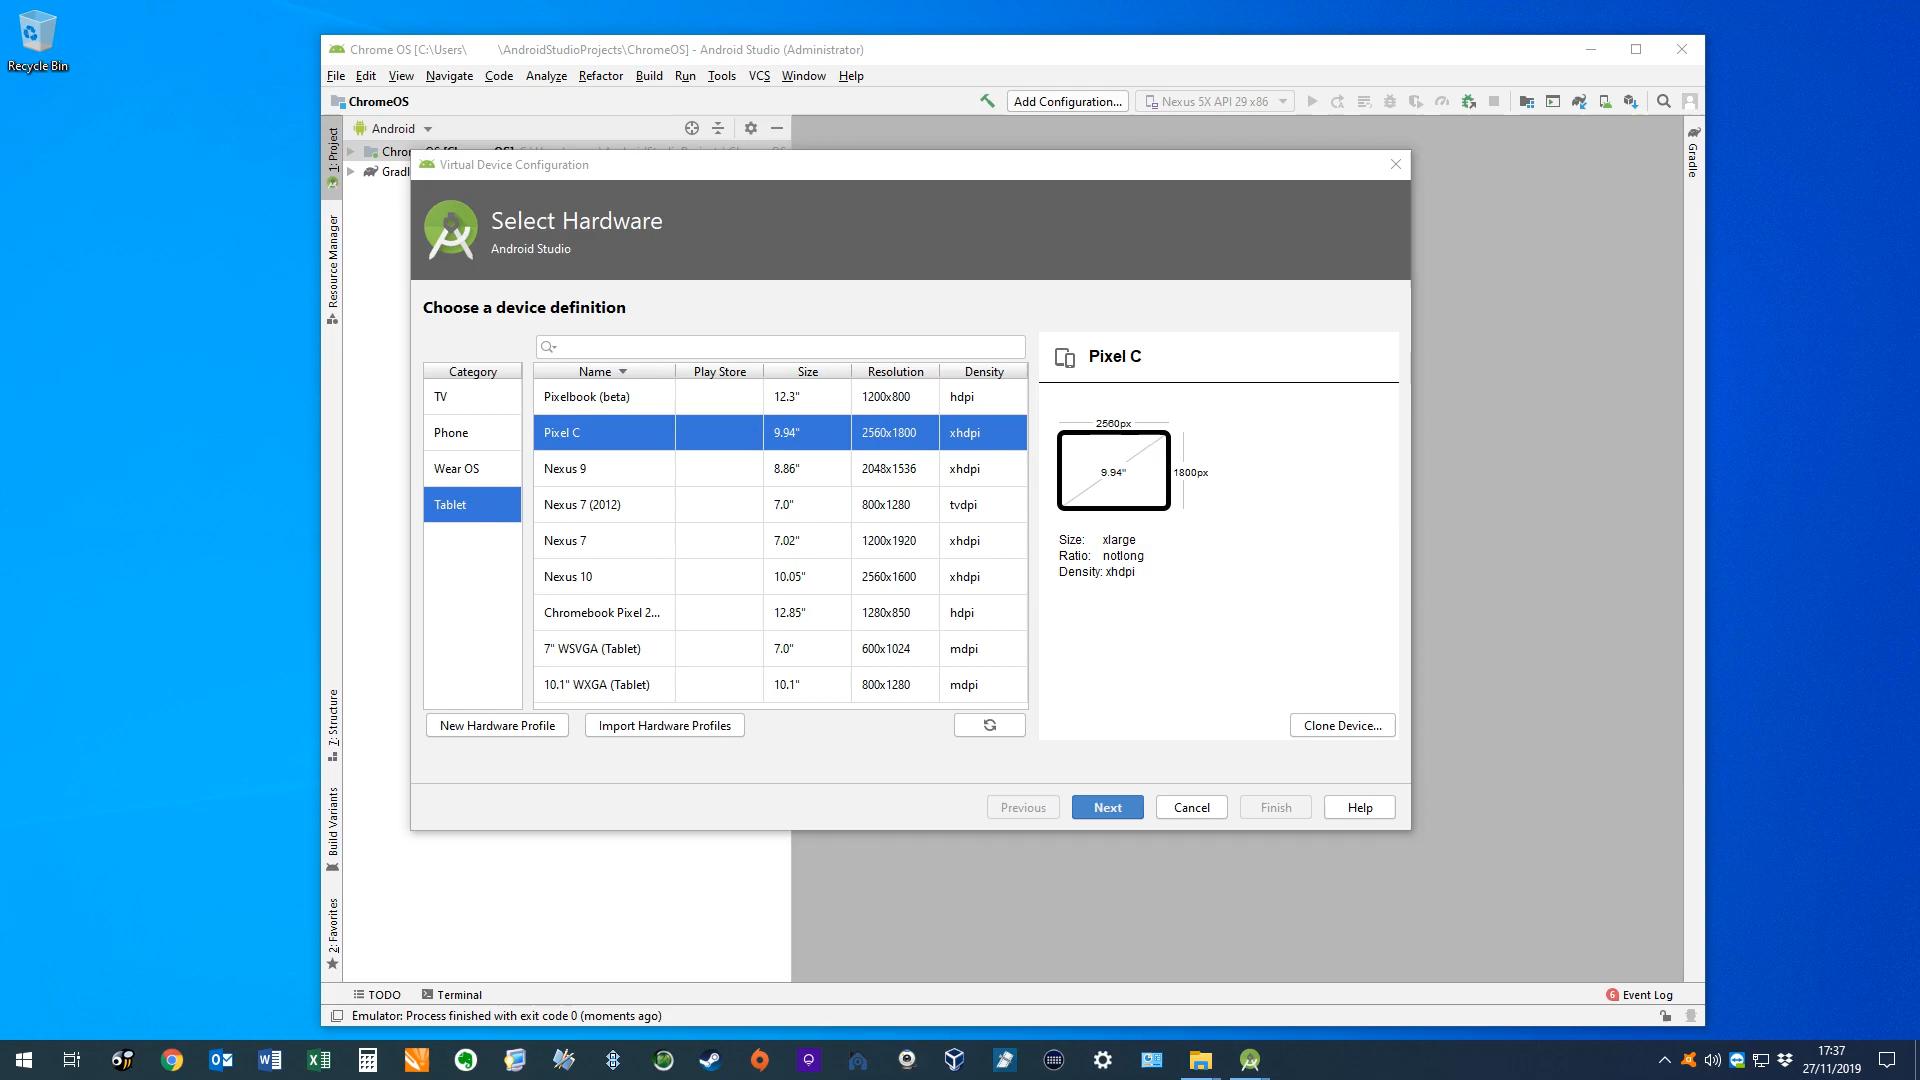 Recycle Bin
Chrome OS [C:\Users\ \AndroidStudioProjects\ChromeOS] - Android Studio (Administrator)
File Edit View Navigate Code Analyze Refactor Build Run Tools VCS Window Help
ChromeOS
Add Configuration...
Nexus 5X API 29 x86
1: Project
Resource Manager
7: Structure
Build Variants
2: Favorites
Gradle
Android
Virtual Device Configuration
Select Hardware
Android Studio
Choose a device definition
Category
TV
Phone
Wear OS
Tablet
Name Play Store Size Resolution Density
Pixelbook (beta) 12.3" 1200x800 hdpi
Pixel C 9.94" 2560x1800 xhdpi
Nexus 9 8.86" 2048x1536 xhdpi
Nexus 7 (2012) 7.0" 800x1280 tvdpi
Nexus 7 7.02" 1200x1920 xhdpi
Nexus 10 10.05" 2560x1600 xhdpi
Chromebook Pixel 2... 12.85" 1280x850 hdpi
7" WSVGA (Tablet) 7.0" 600x1024 mdpi
10.1" WXGA (Tablet) 10.1" 800x1280 mdpi
New Hardware Profile
Import Hardware Profiles
Pixel C
2560px
9.94"
1800px
Size: xlarge
Ratio: notlong
Density: xhdpi
Clone Device...
Previous
Next
Cancel
Finish
Help
TODO
Terminal
6 Event Log
Emulator: Process finished with exit code 0 (moments ago)
17:37
27/11/2019